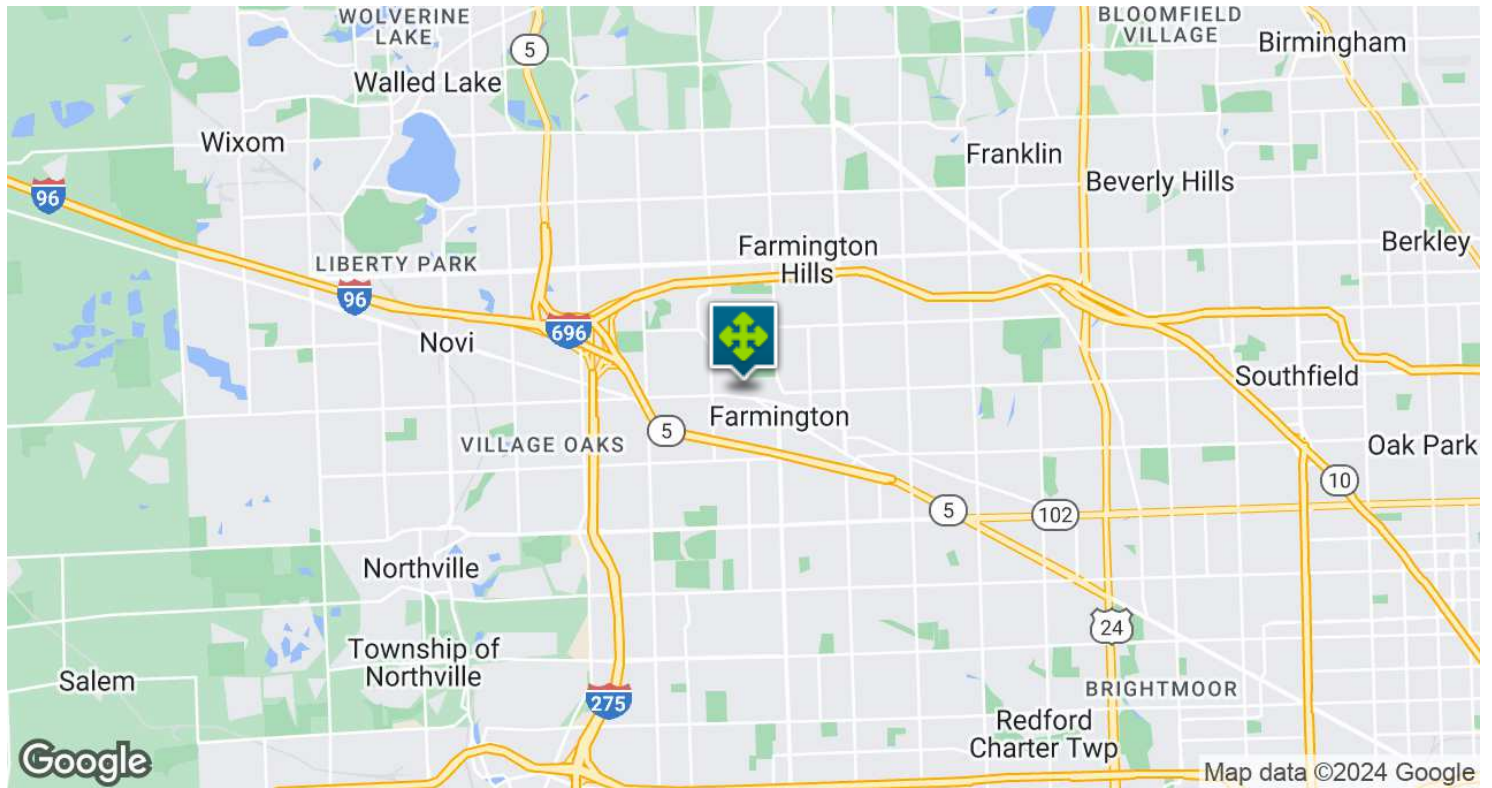 WOLVERINE
LAKE
5
BLOOMFIELD
VILLAGE
Birmingham
Walled Lake
Wixom
Franklin
Beverly Hills
96
Berkley
Farmington
Hills
LIBERTY PARK
96
696
Novi
Southfield
Farmington
5
VILLAGE OAKS
Oak Park
10
5
102
Northville
24
Township of
Northville
Salem
275
BRIGHTMOOR
Redford
Charter Twp
Google
Map data ©2024 Google